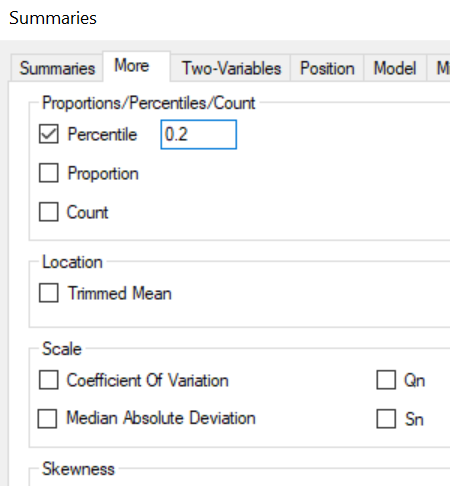 Summaries
Summaries More Two-Variables Position Model
Proportions/Percentiles/Count
Percentile 0.2
Proportion
Count
Location
Trimmed Mean
Scale
Coefficient Of Variation Qn
Median Absolute Deviation Sn
Skewness